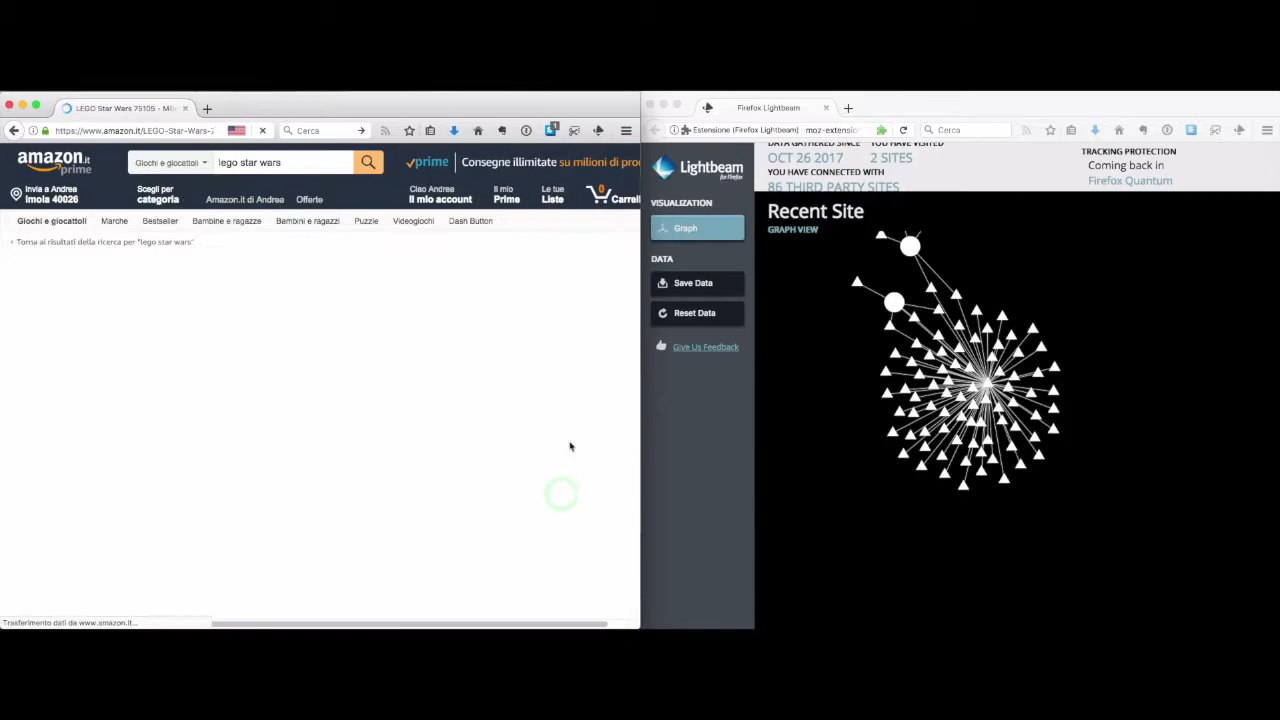 LEGO Star Wars 75105 - Mil
https://www.amazon.it/LEGO-Star-Wars-7
Cerca
1
amazon.it
prime
Giochi e giocattoli
lego star wars
prime
Consegne illimitate su milioni di pro
Invia a Andrea
Imola 40026
Scegli per
categoria
Amazon.it di Andrea
Offerte
Ciao Andrea
Il mio account
Il mio
Prime
Le tue
Liste
0
Carrell
Giochi e giocattoli
Marche
Bestseller
Bambine e ragazze
Bambini e ragazzi
Puzzle
Videogiochi
Dash Button
‹ Torna ai risultati della ricerca per "lego star wars"
Trasferimento dati da www.amazon.it...
Firefox Lightbeam
Estensione (Firefox Lightbeam)
moz-extensio
Cerca
Lightbeam
for Firefox
VISUALIZATION
Graph
DATA
Save Data
Reset Data
Give Us Feedback
DATA GATHERED SINCE
YOU HAVE VISITED
OCT 26 2017
2 SITES
YOU HAVE CONNECTED WITH
86 THIRD PARTY SITES
TRACKING PROTECTION
Coming back in
Firefox Quantum
Recent Site
GRAPH VIEW